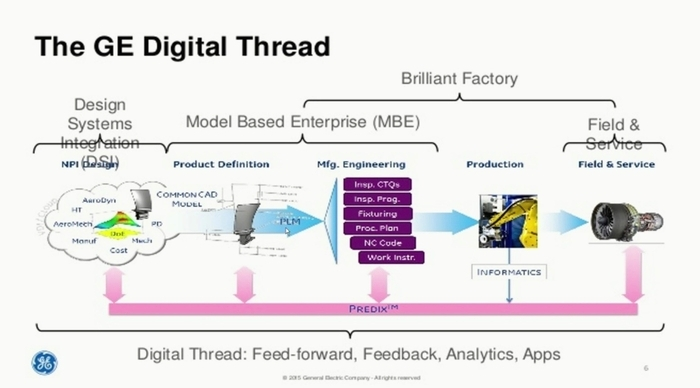 The GE Digital Thread
Brilliant Factory
Design
Systems
Integration
(DSI)
Model Based Enterprise (MBE)
Field &
Service
NPI Design
Product Definition
Mfg. Engineering
Production
Field & Service
AeroDyn
HT
AeroMech
DoE
PD
Manuf
Mech
Cost
Common CAD
Model
PLM
Insp. CTQs
Insp. Prog.
Fixturing
Proc. Plan
NC Code
Work Instr.
Informatics
Predix™
Digital Thread: Feed-forward, Feedback, Analytics, Apps
© 2015 General Electric Company - All rights reserved
6